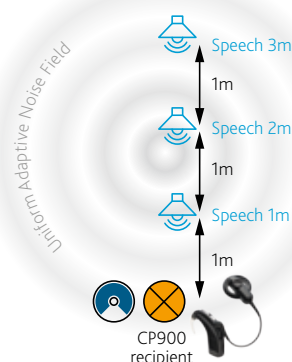 Speech 3m
1m
Uniform Adaptive Noise Field
Speech 2m
1m
Speech 1m
1m
CP900
recipient